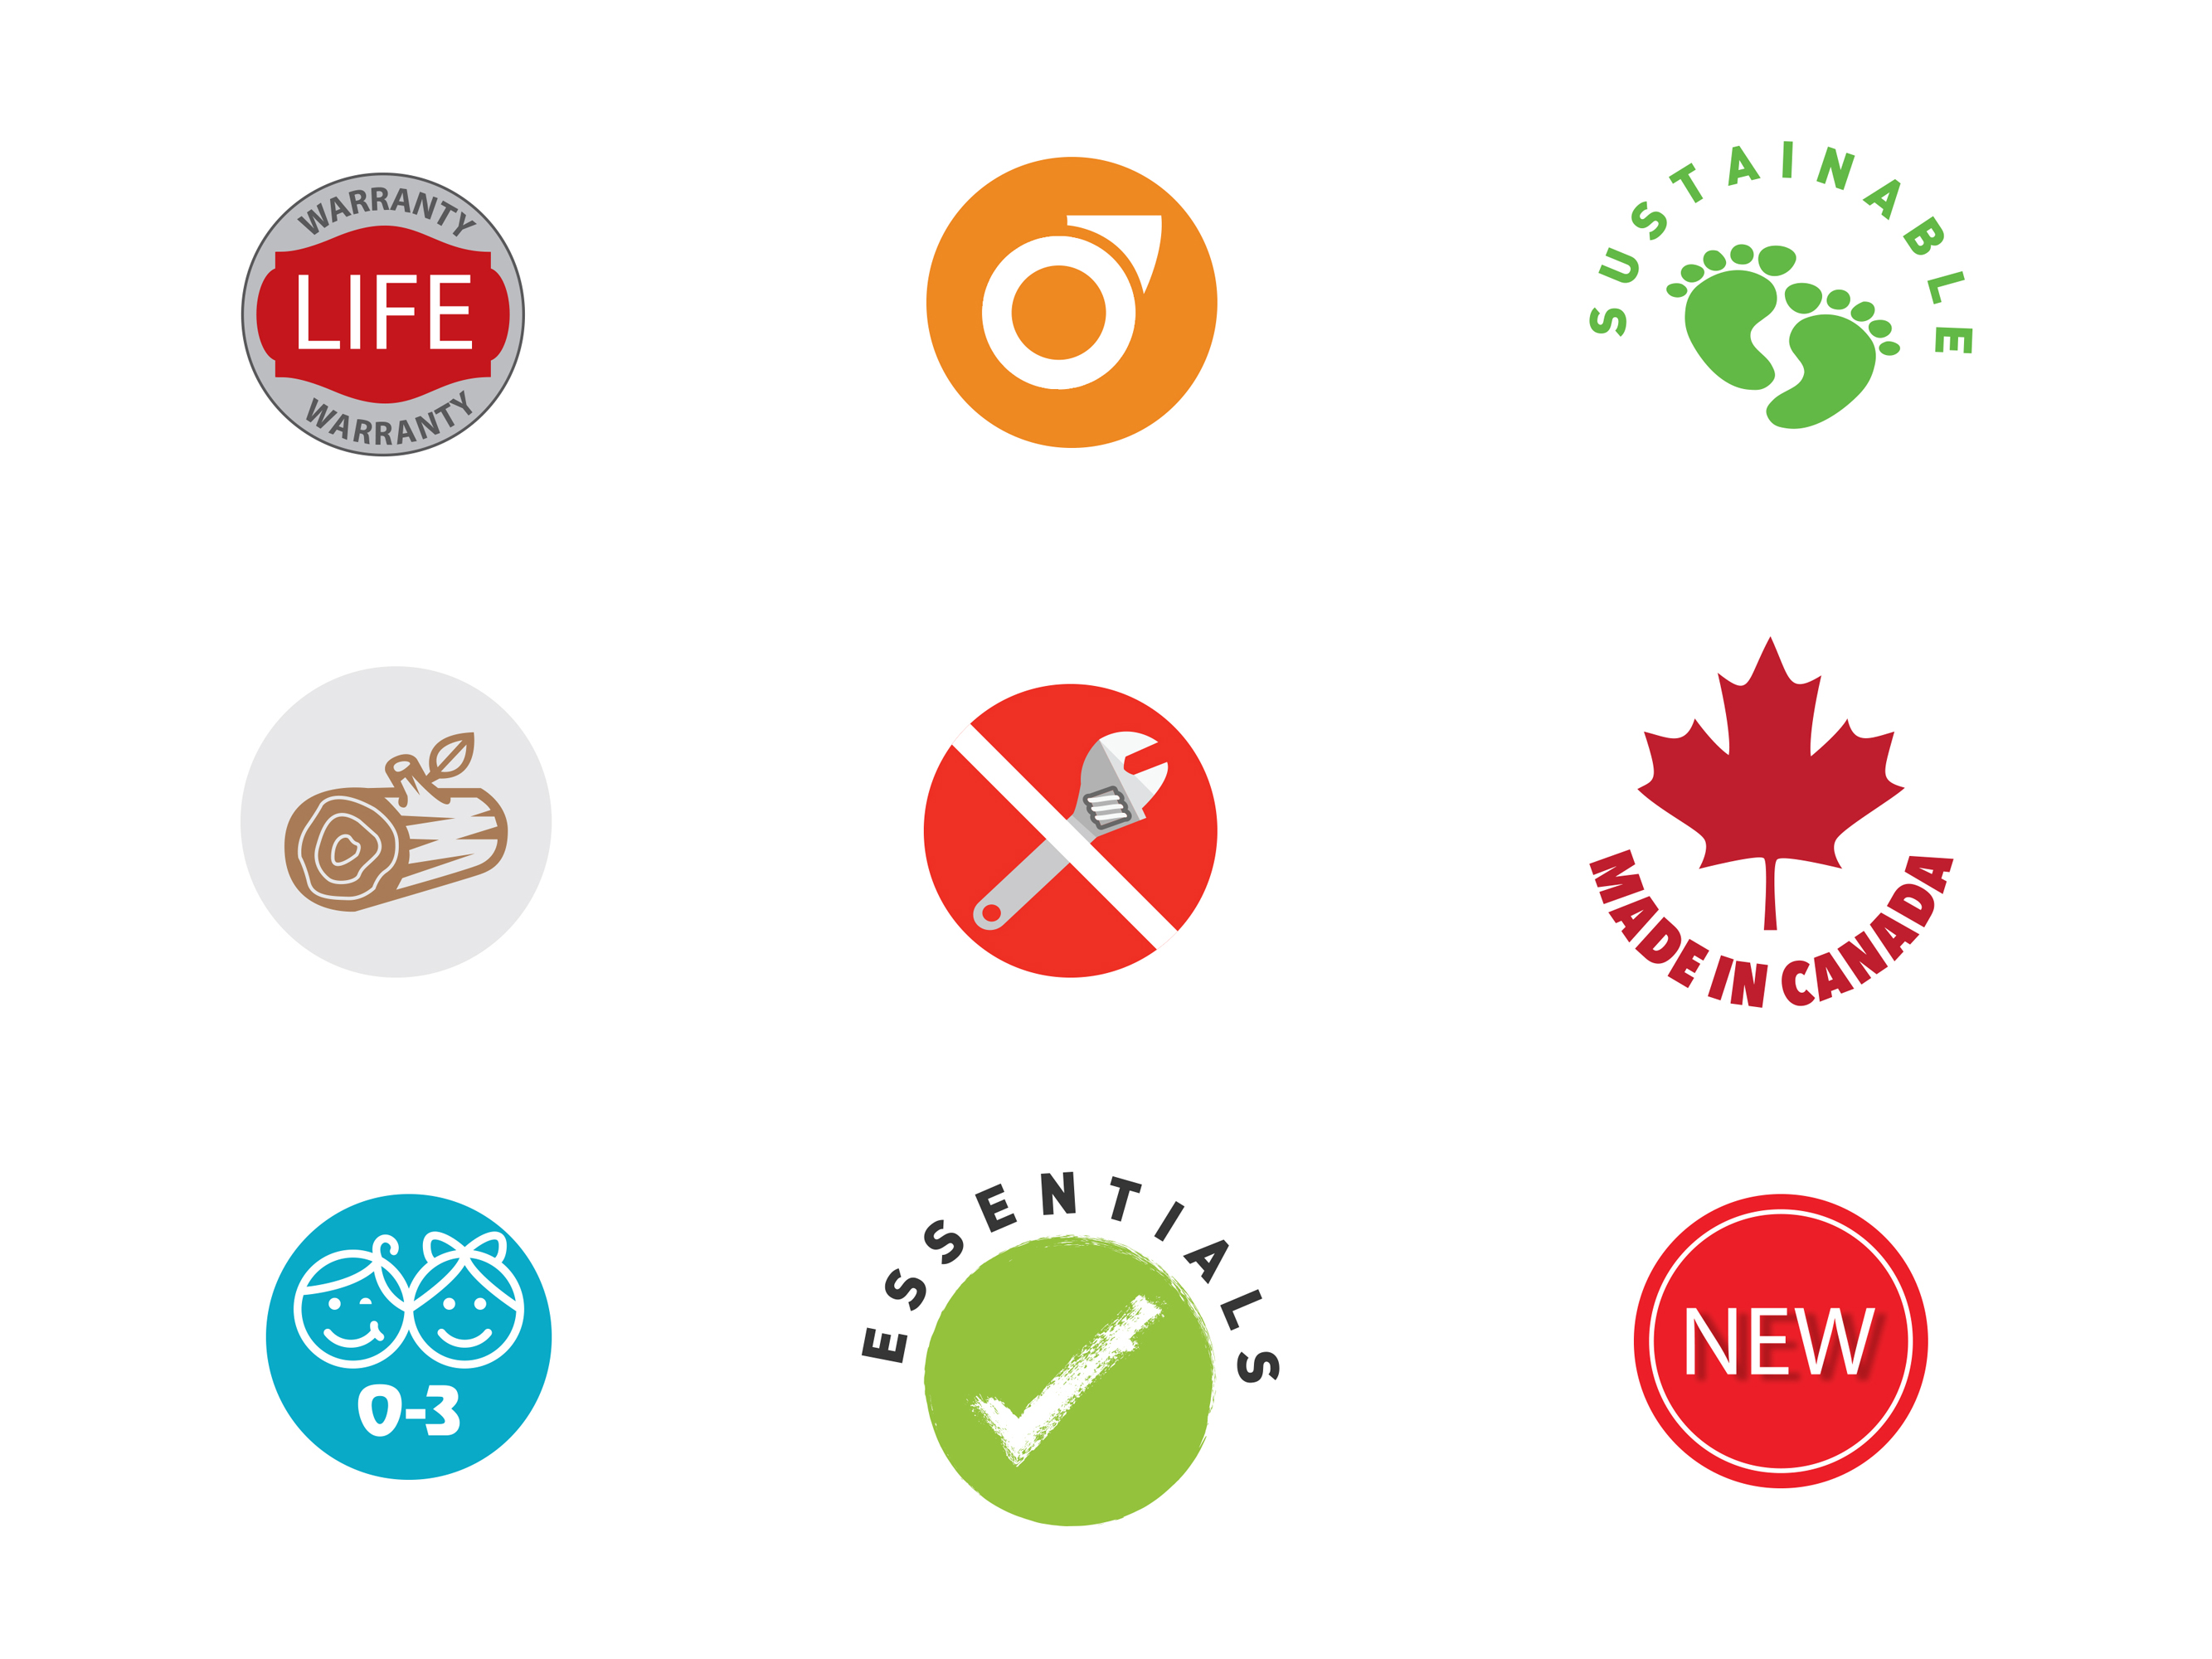 WARRANTY
LIFE
WARRANTY
SUSTAINABLE
MADE IN CANADA
0-3
ESSENTIALS
NEW